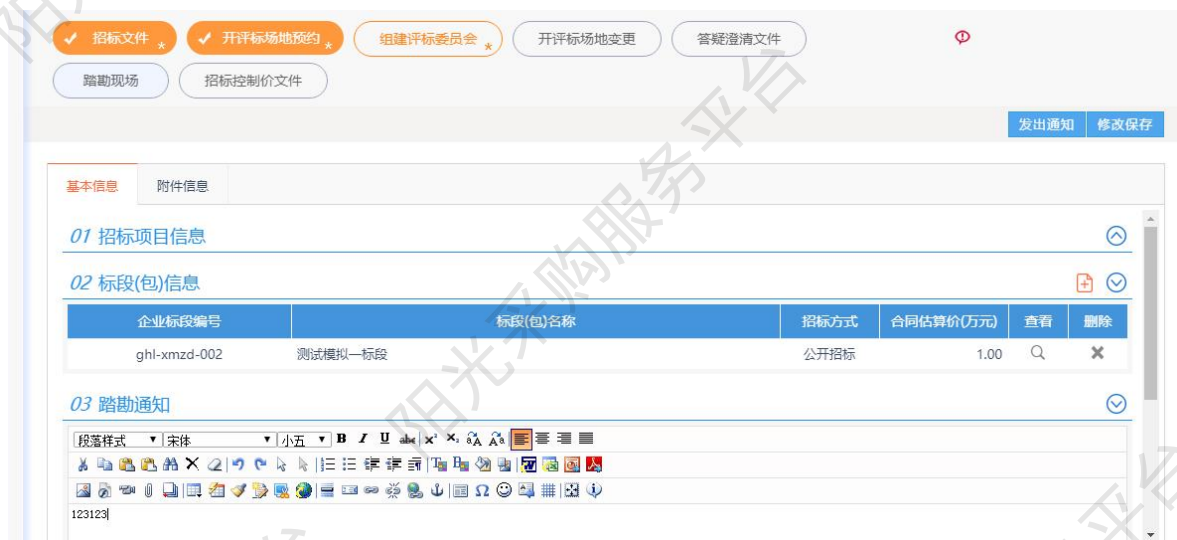 招标文件 * 开评标场地预约 * 组建评标委员会 * 开评标场地变更 答疑澄清文件
踏勘现场 招标控制价文件
发出通知 修改保存
基本信息 附件信息
01 招标项目信息
02 标段(包)信息
企业标段编号 标段(包)名称 招标方式 合同估算价(万元) 查看 删除
ghl-xmzd-002 测试模拟一标段 公开招标 1.00
03 踏勘通知
段落样式 宋体 小五 B I U abc x² ×₂ aA Aa
123123
阳光采购服务平台